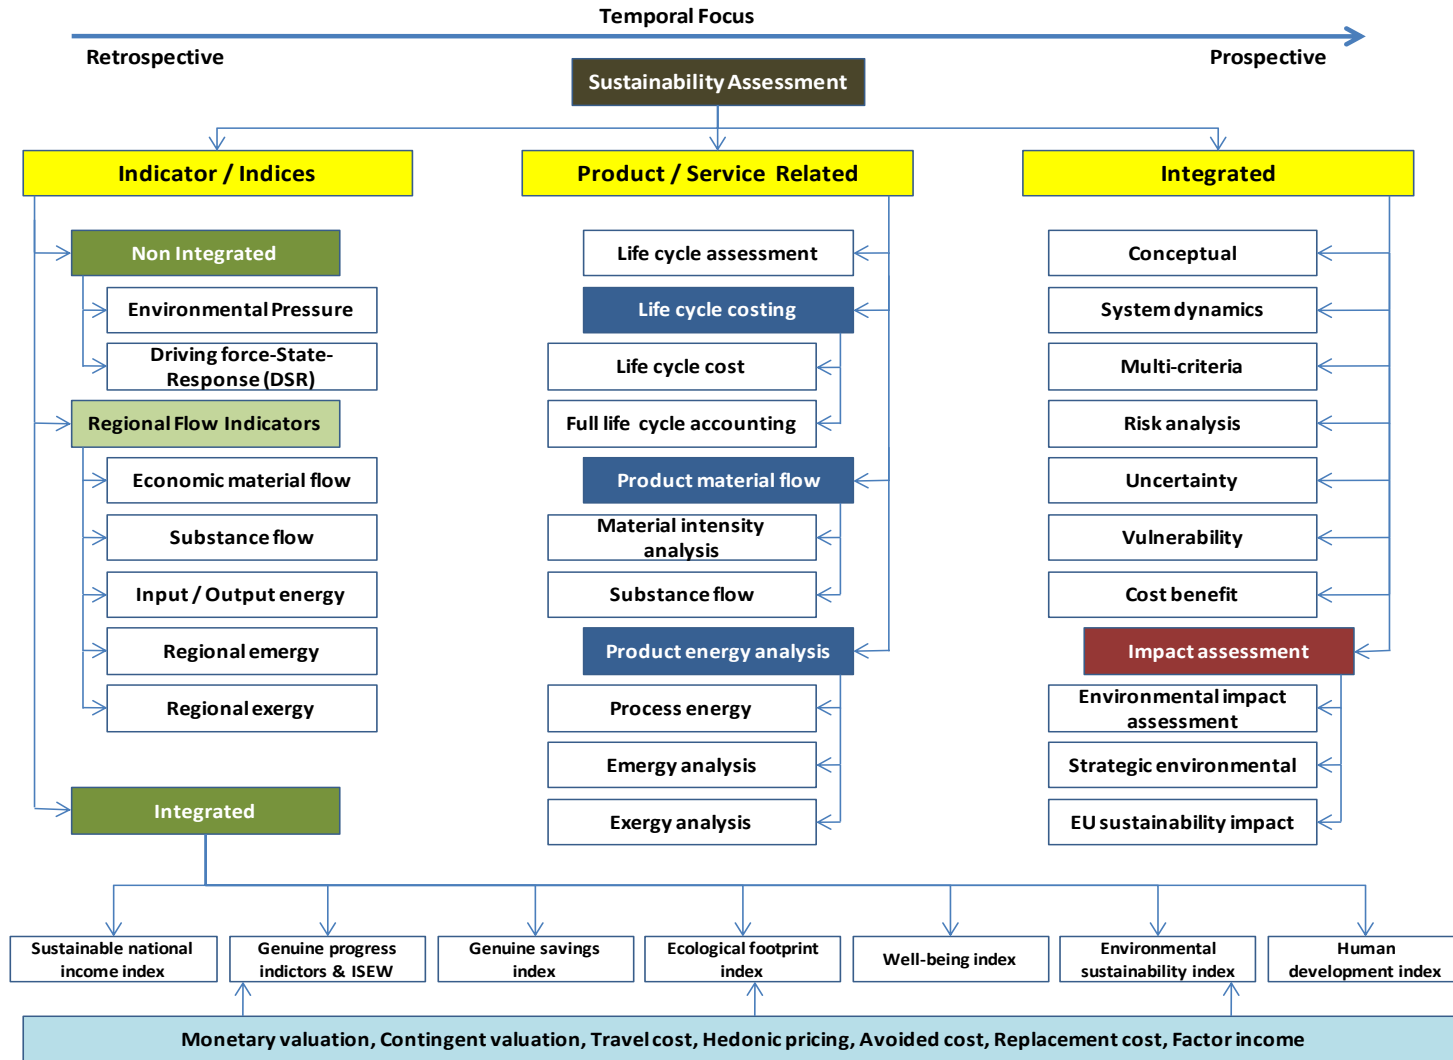 Temporal Focus
Retrospective
Prospective
Sustainability Assessment
Indicator / Indices
Product / Service Related
Integrated
Non Integrated
Environmental Pressure
Driving force-State-
Response (DSR)
Regional Flow Indicators
Economic material flow
Substance flow
Input / Output energy
Regional emergy
Regional exergy
Integrated
Life cycle assessment
Life cycle costing
Life cycle cost
Full life cycle accounting
Product material flow
Material intensity
analysis
Substance flow
Product energy analysis
Process energy
Emergy analysis
Exergy analysis
Conceptual
System dynamics
Multi-criteria
Risk analysis
Uncertainty
Vulnerability
Cost benefit
Impact assessment
Environmental impact
assessment
Strategic environmental
EU sustainability impact
Sustainable national
income index
Genuine progress
indictors & ISEW
Genuine savings
index
Ecological footprint
index
Well-being index
Environmental
sustainability index
Human
development index
Monetary valuation, Contingent valuation, Travel cost, Hedonic pricing, Avoided cost, Replacement cost, Factor income